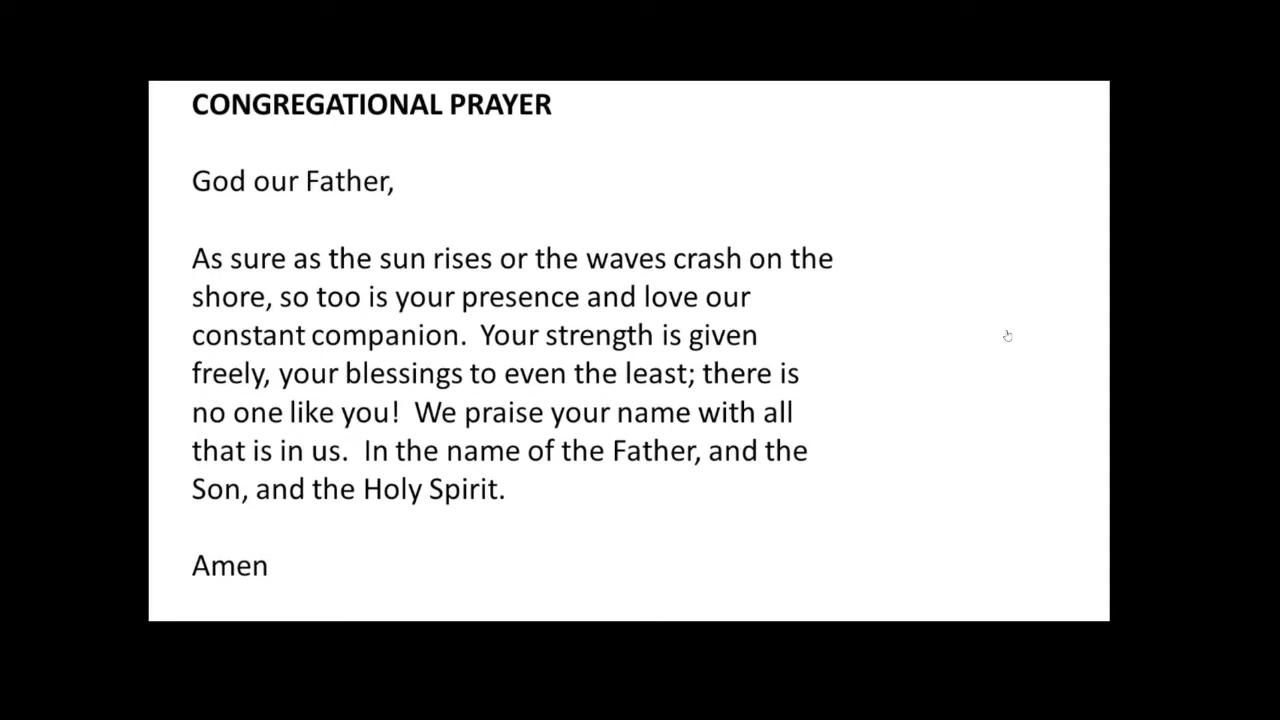 CONGREGATIONAL PRAYER
God our Father,
As sure as the sun rises or the waves crash on the
shore, so too is your presence and love our
constant companion.  Your strength is given
freely, your blessings to even the least; there is
no one like you!  We praise your name with all
that is in us.  In the name of the Father, and the
Son, and the Holy Spirit.
Amen